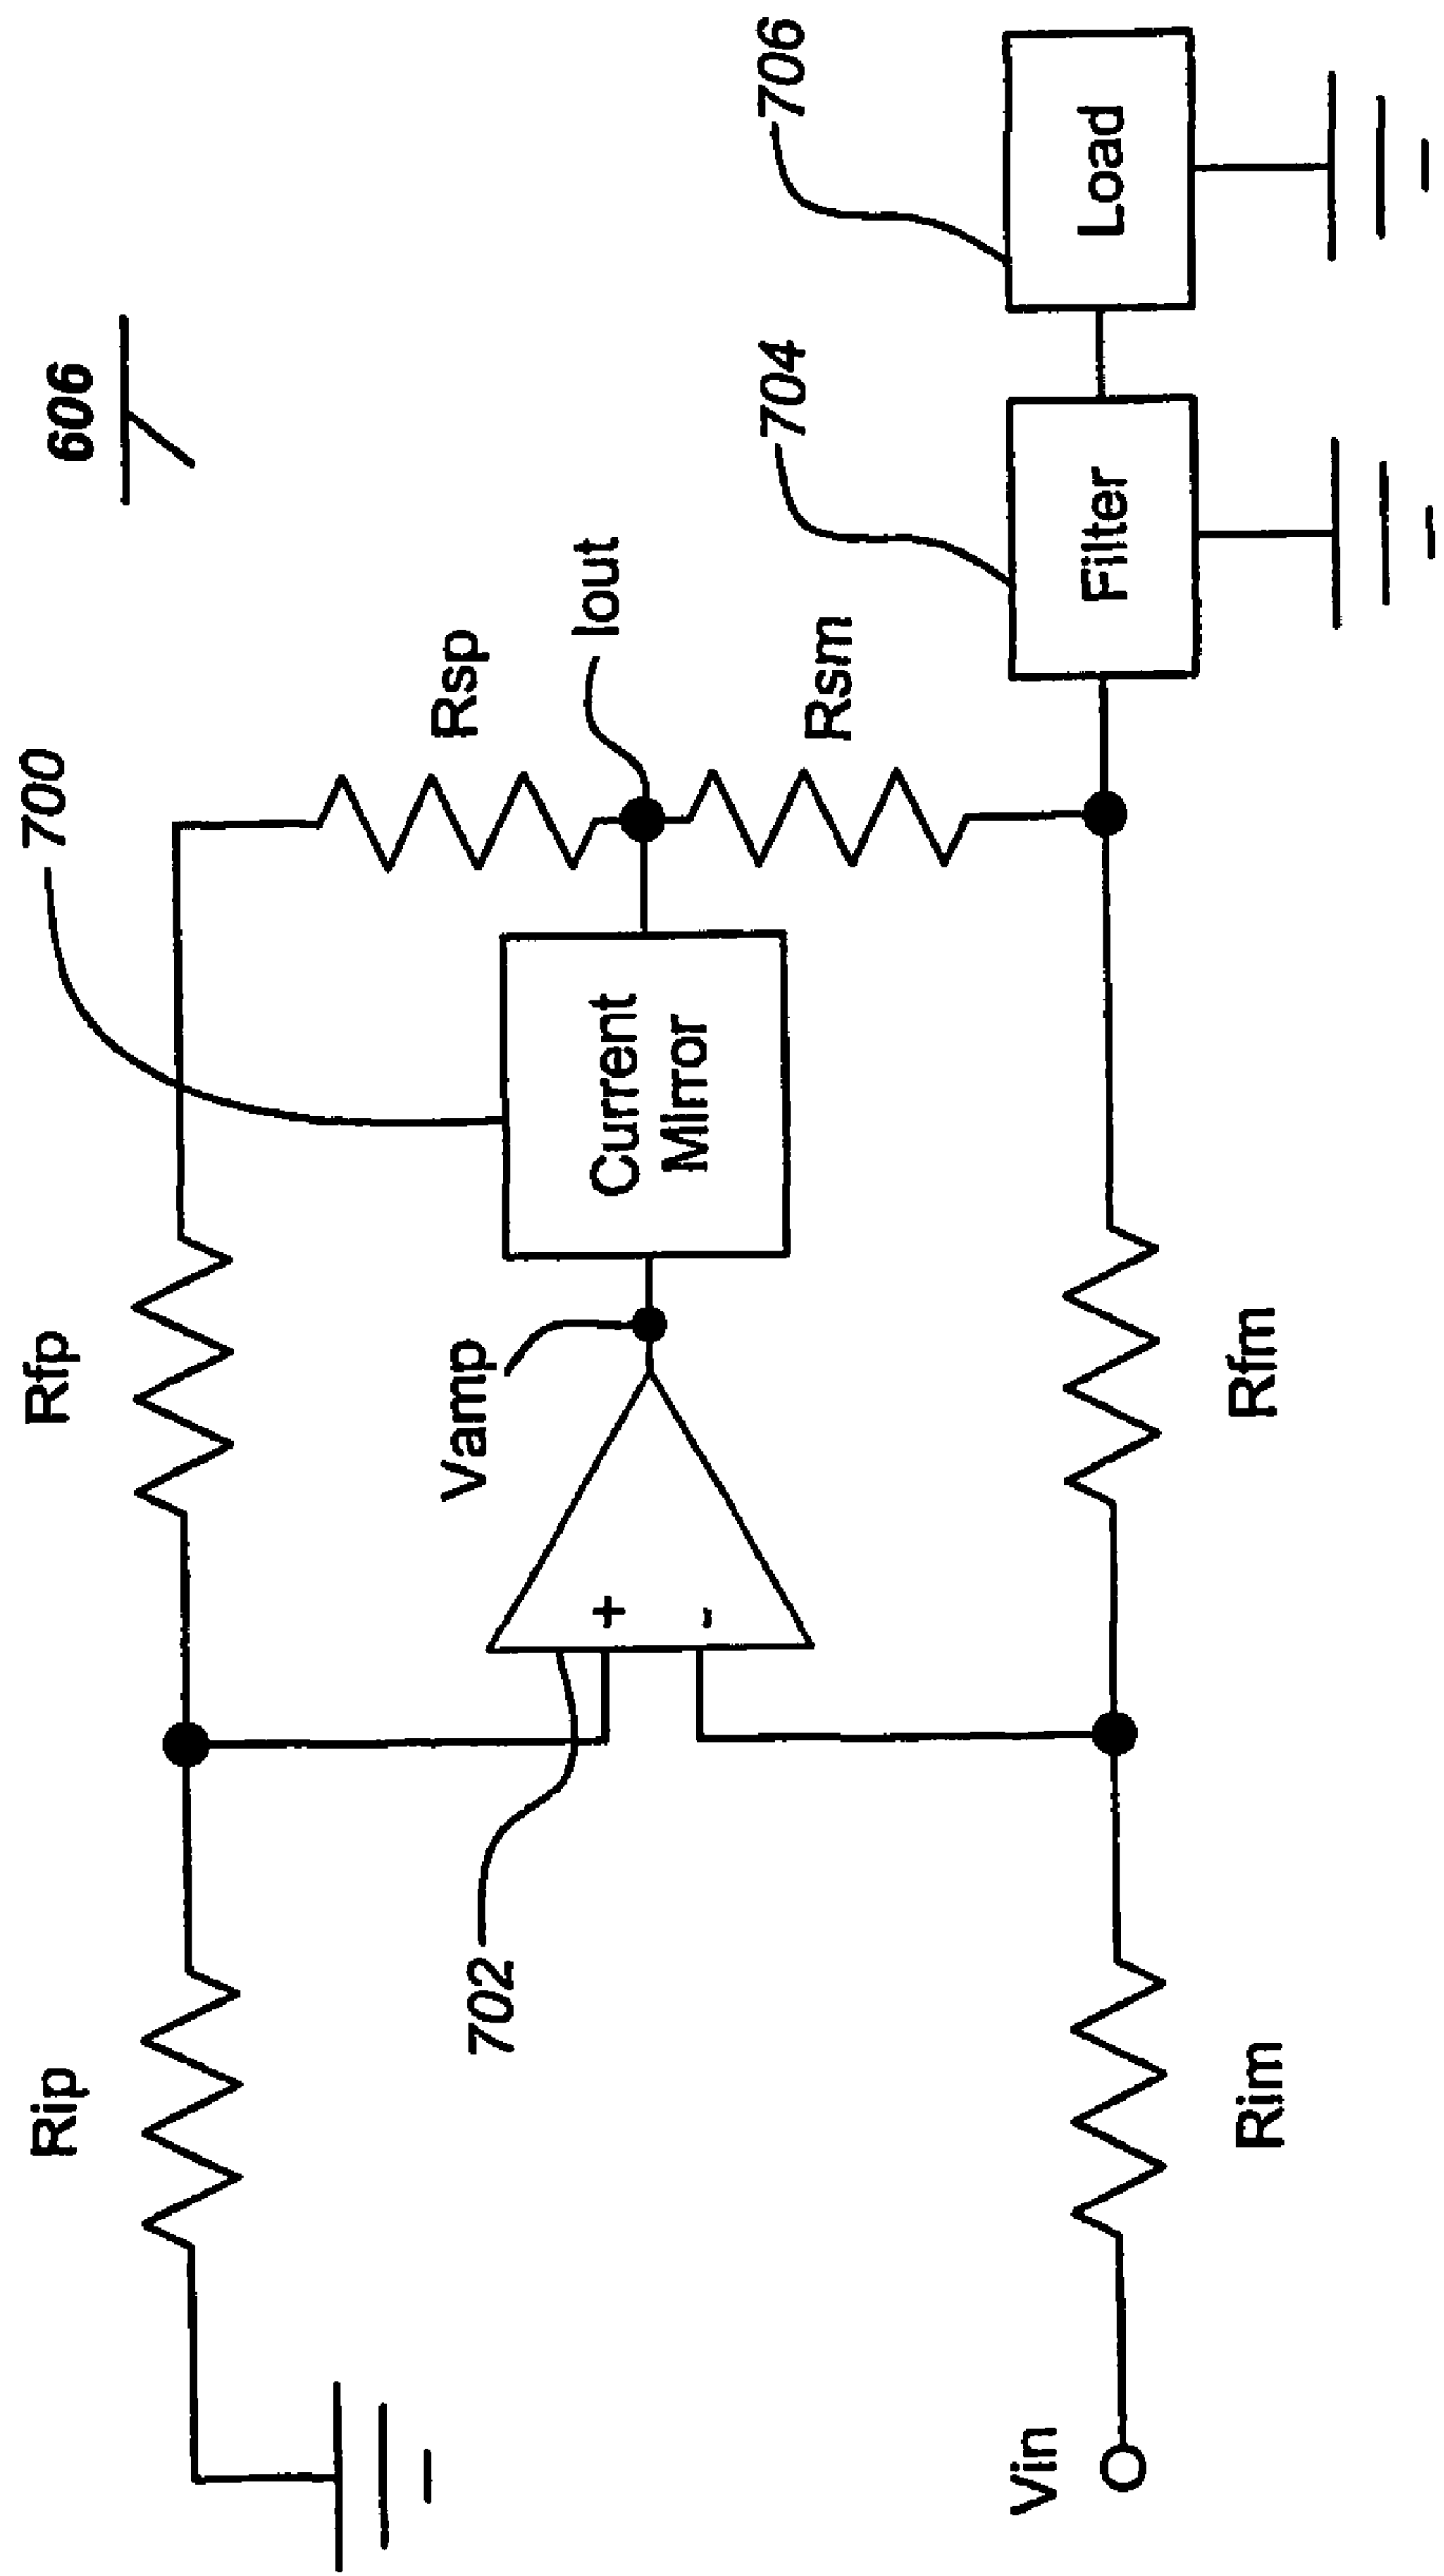 606
700
Rip
Rfp
Rsp
702
Vamp
+
-
Current
Mirror
Iout
Rsm
704
706
Vin
Rim
Rfm
Filter
Load